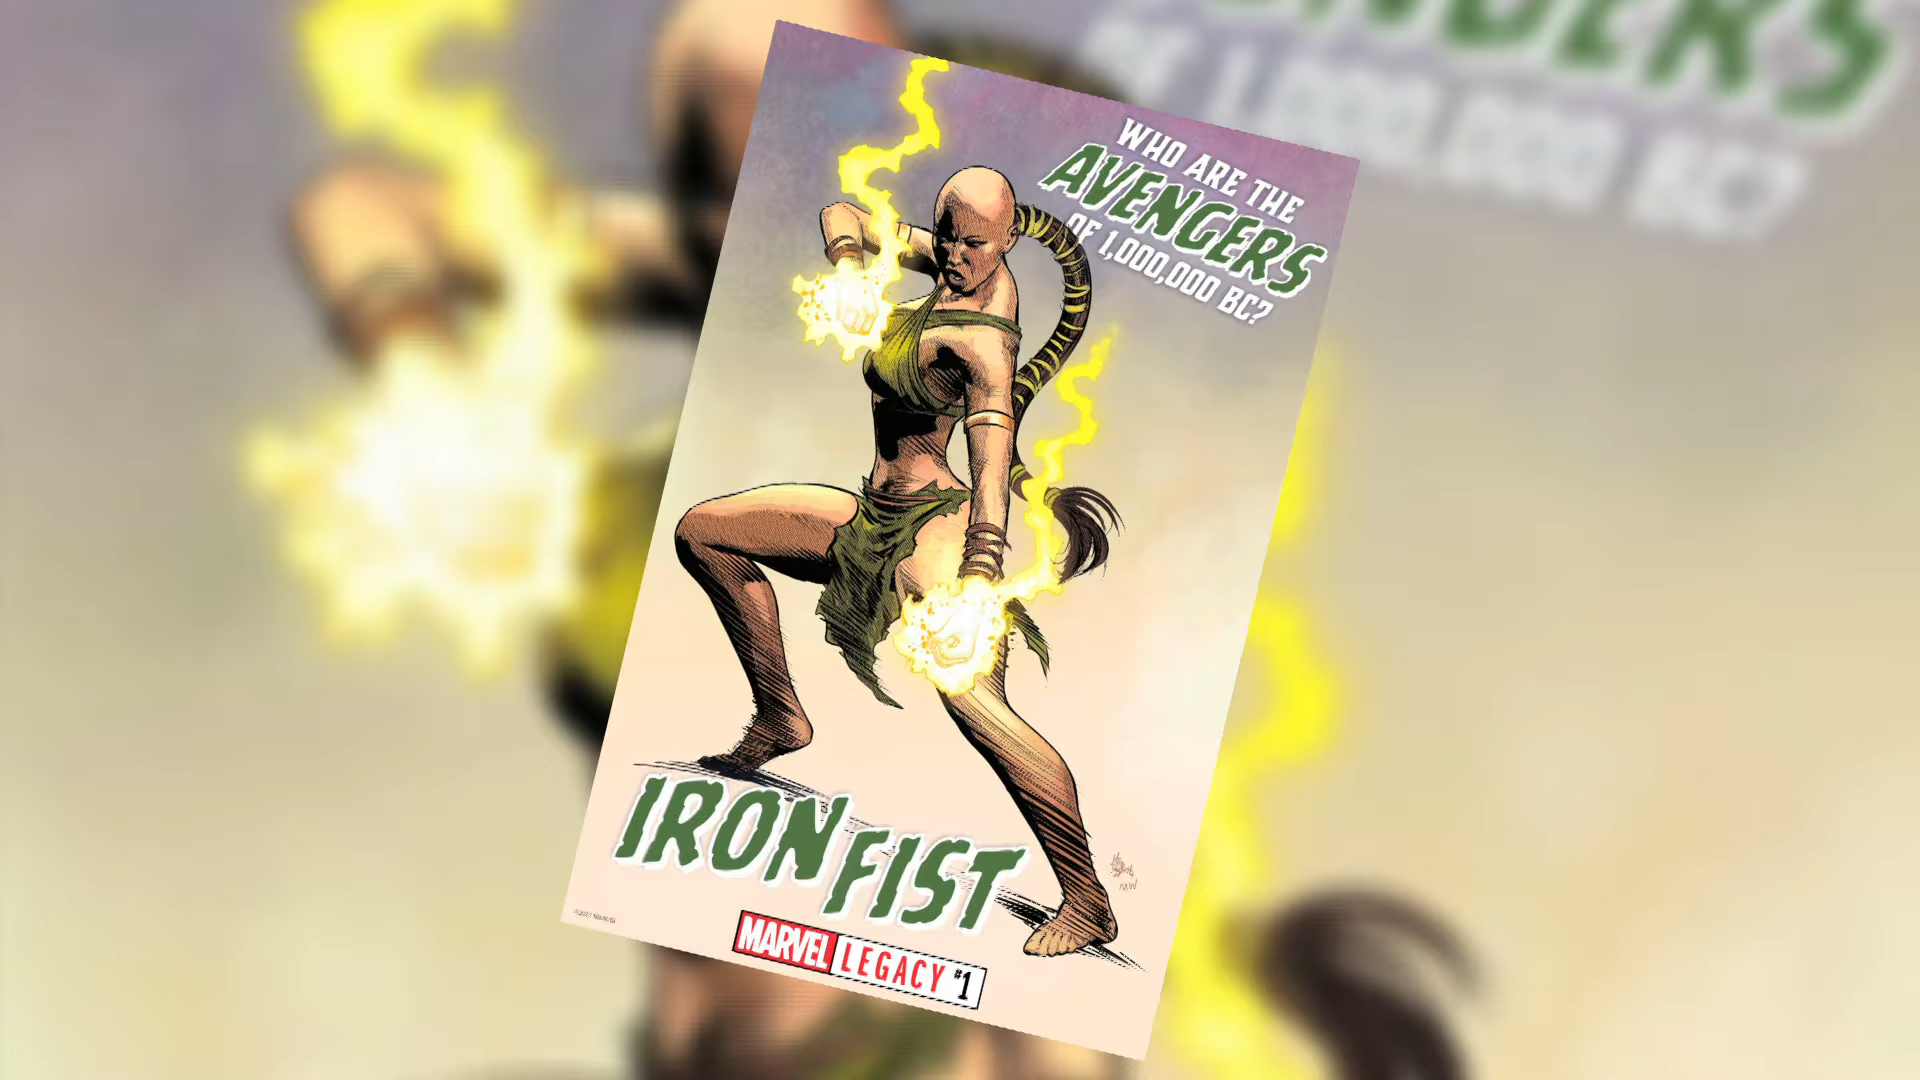 WHO ARE THE
AVENGERS
OF 1,000,000 BC?
IRON FIST
MARVEL LEGACY #1